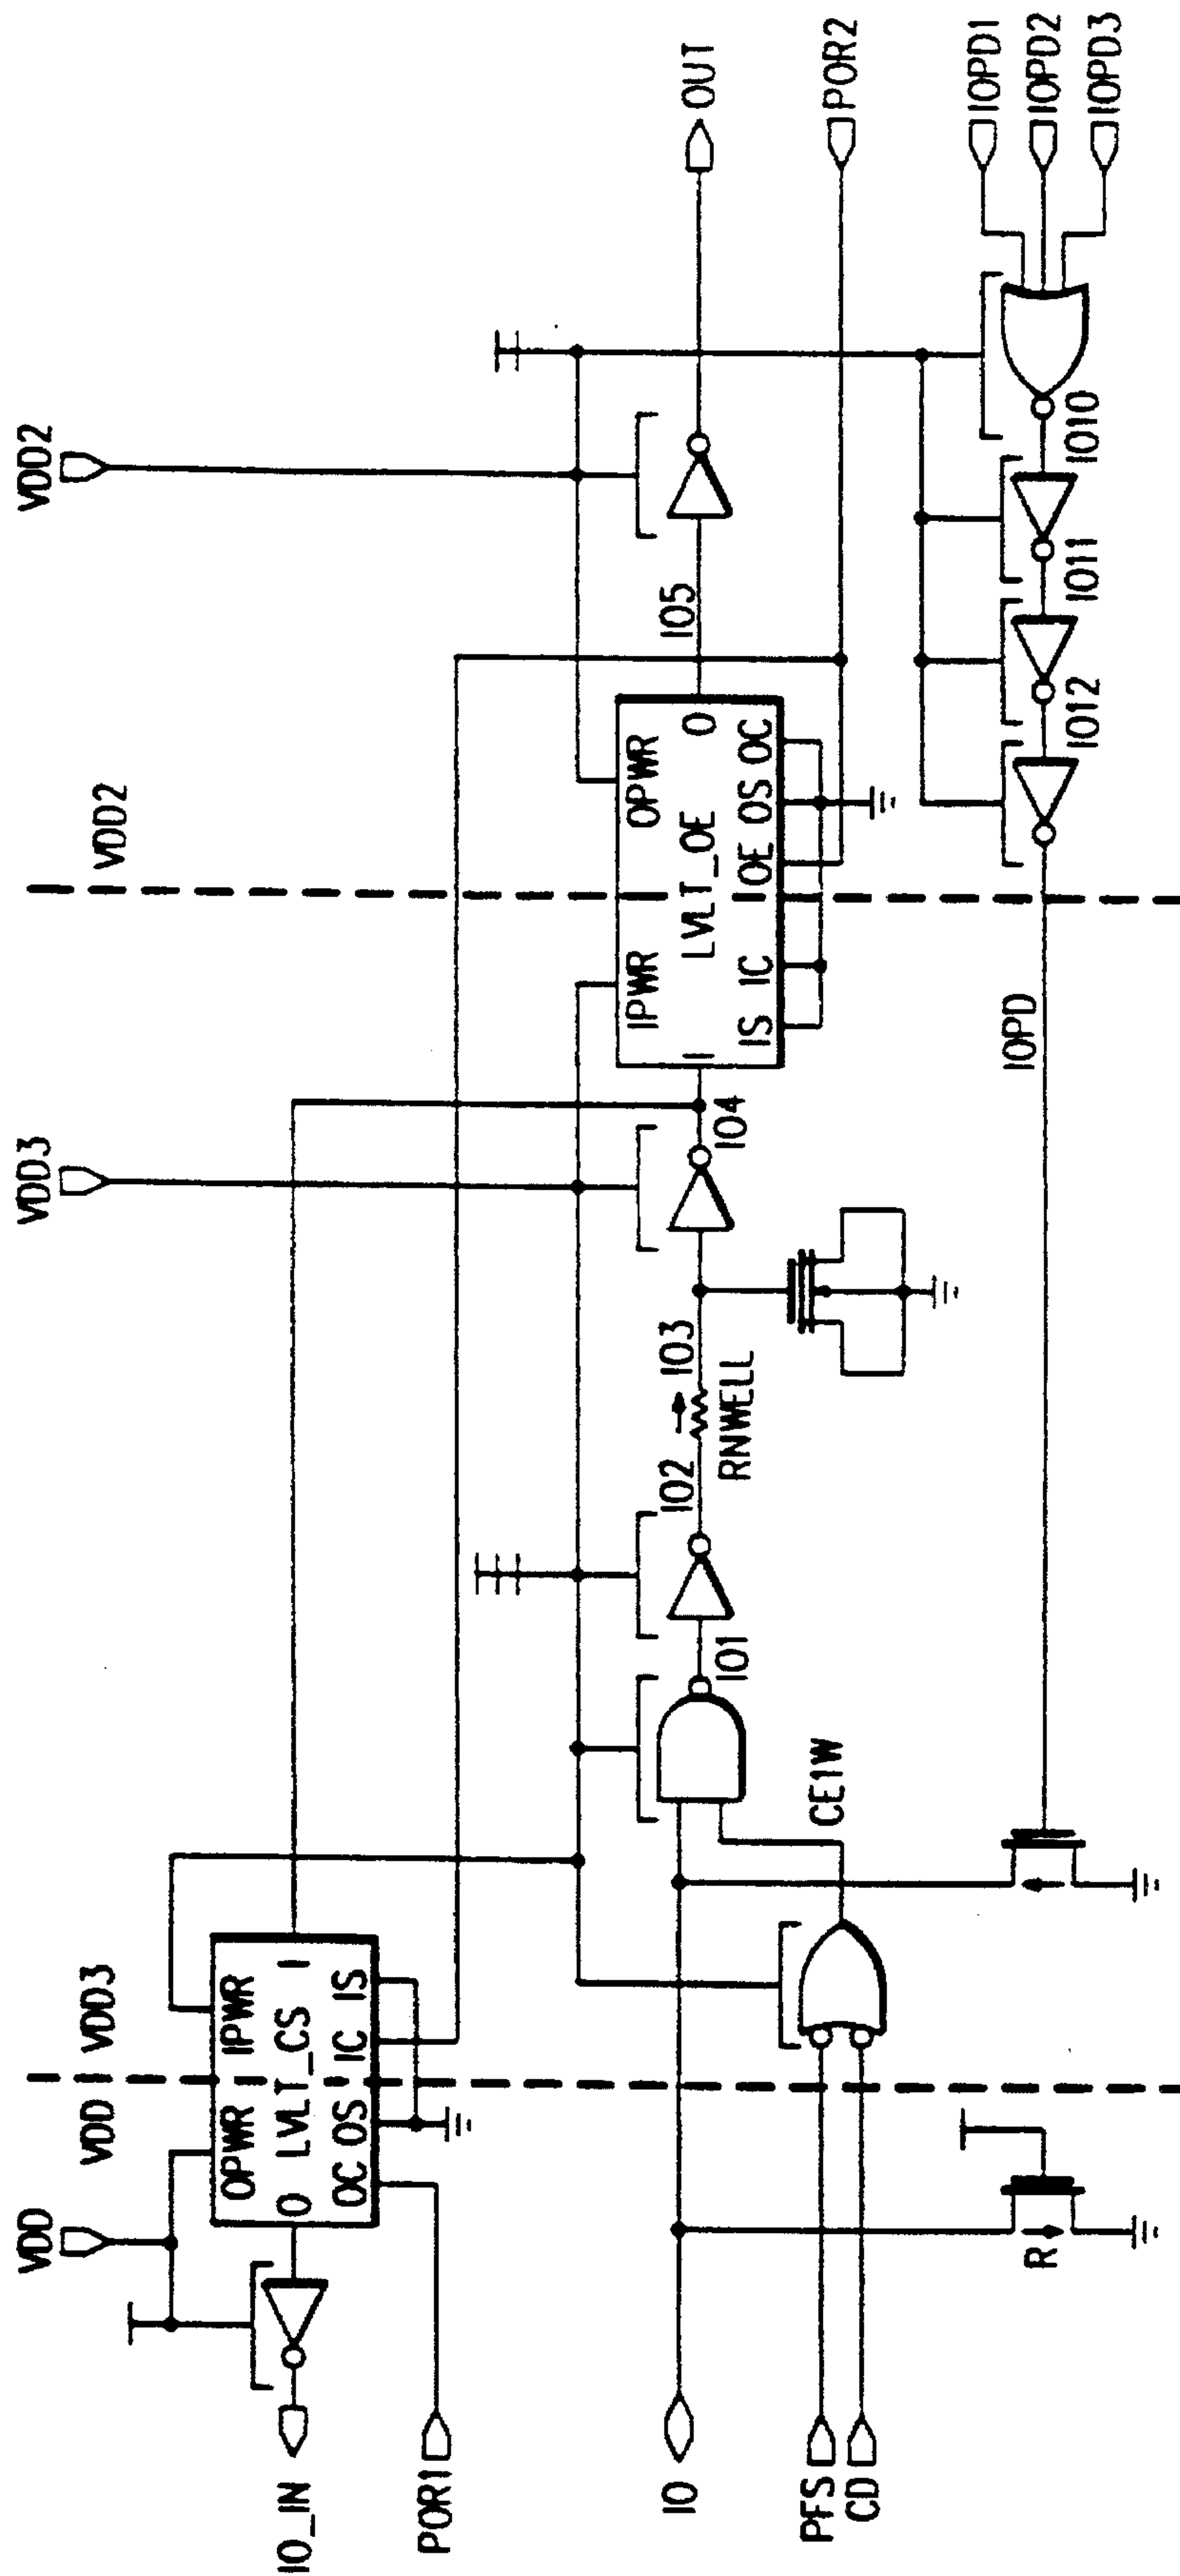 VDD
VDD3
VDD2
VDD VDD3
VDD2
OPWR IPWR
O LVLT_CS I
OC OS IC IS
IO_IN
POR1
IPWR OPWR
I LVLT_OE O
IS IC OE OS OC
OUT
POR2
IO
IO1
IO2
IO3
RNWELL
IO4
IO5
PFS
CD
CE1W
R
IOPD
IO12
IO11
IO10
IOPD1
IOPD2
IOPD3